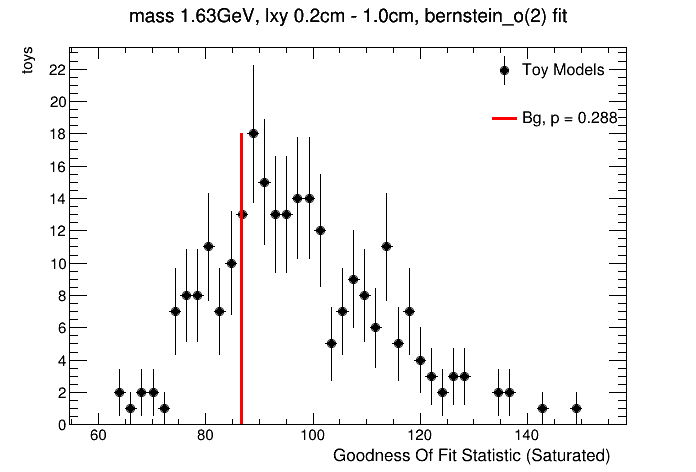 mass 1.63GeV, lxy 0.2cm - 1.0cm, bernstein_o(2) fit
toys
22
20
18
16
14
12
10
8
6
4
2
0
Toy Models
Bg, p = 0.288
60 80 100 120 140
Goodness Of Fit Statistic (Saturated)